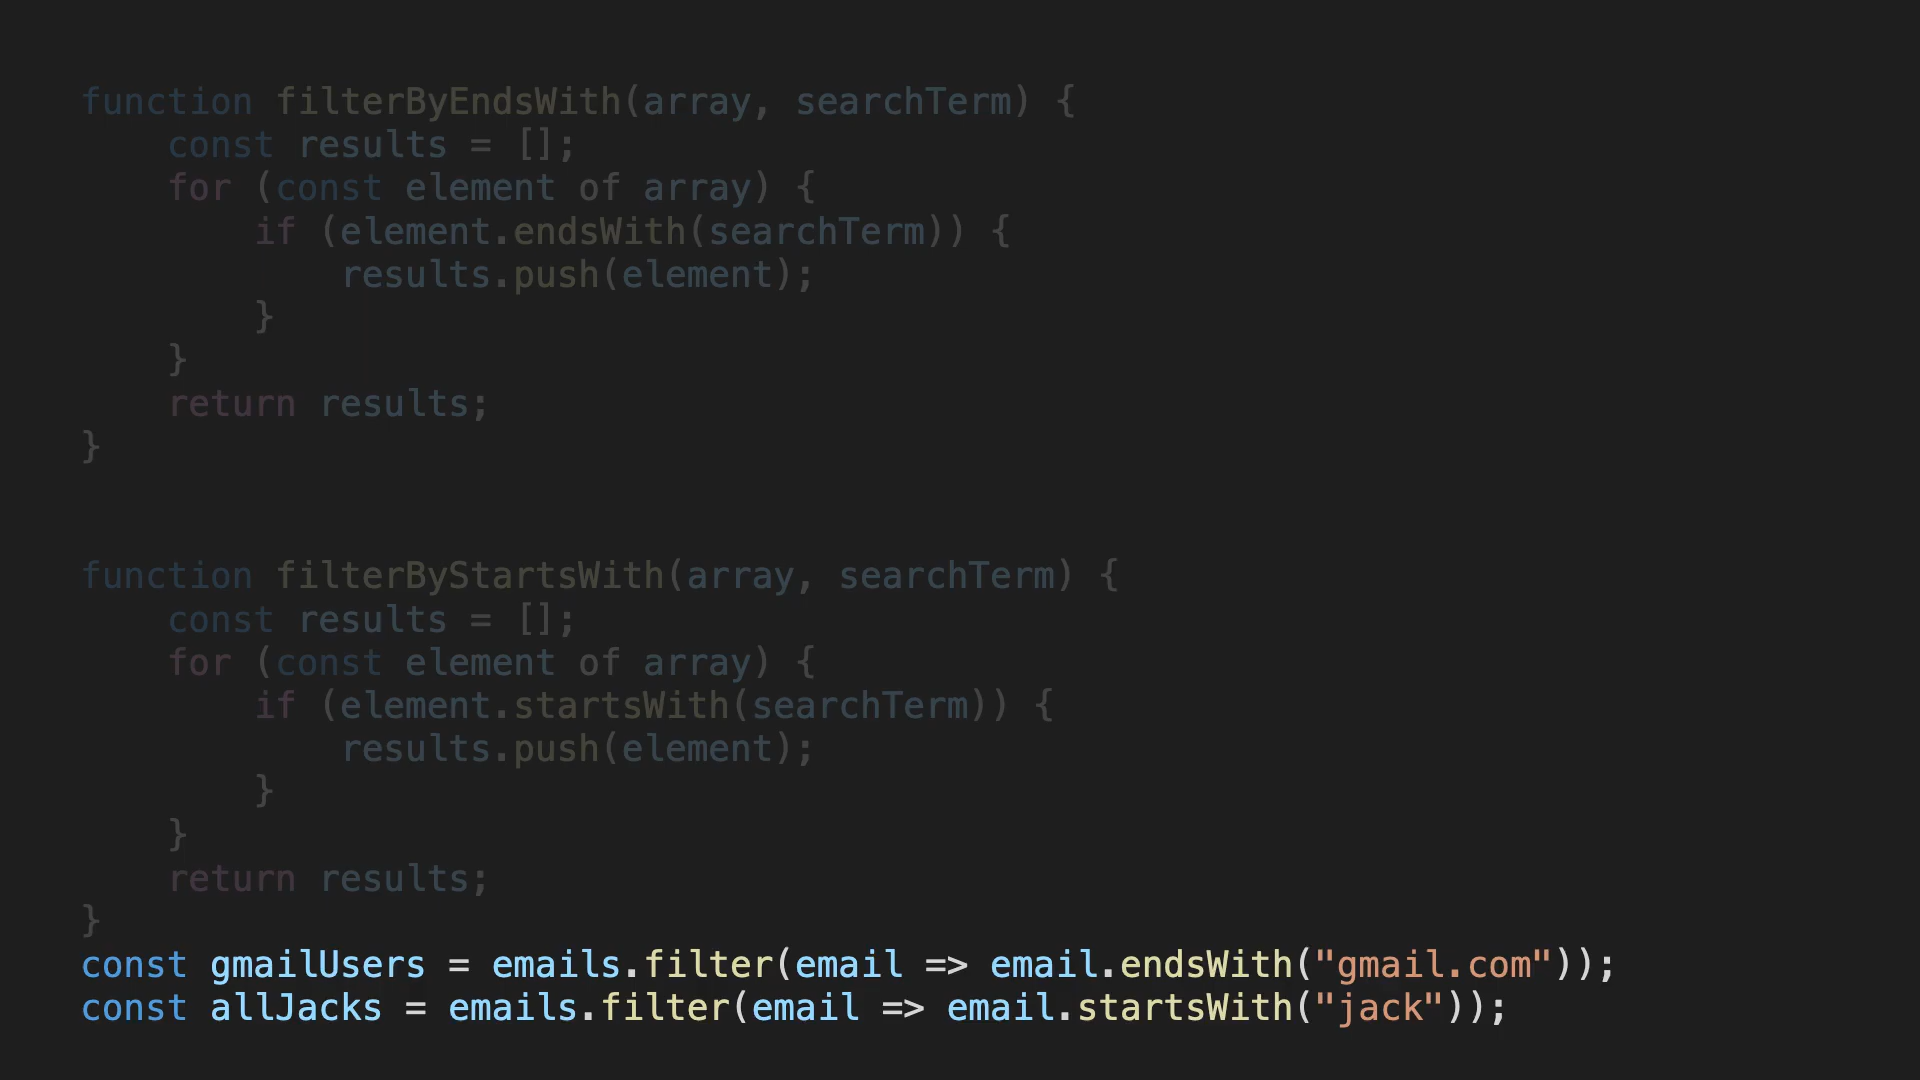 function filterByEndsWith(array, searchTerm) {
    const results = [];
    for (const element of array) {
        if (element.endsWith(searchTerm)) {
            results.push(element);
        }
    }
    return results;
}
function filterByStartsWith(array, searchTerm) {
    const results = [];
    for (const element of array) {
        if (element.startsWith(searchTerm)) {
            results.push(element);
        }
    }
    return results;
}
const gmailUsers = emails.filter(email => email.endsWith("gmail.com"));
const allJacks = emails.filter(email => email.startsWith("jack"));